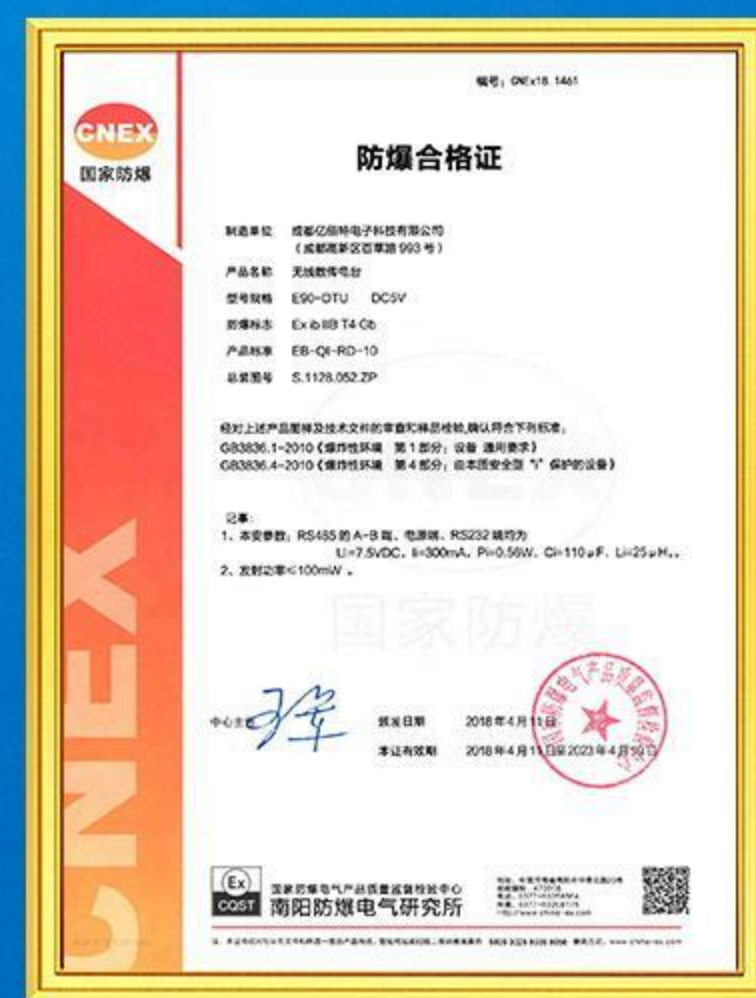 编号：CNEx18.1461
CNEX
国家防爆
防爆合格证
制造单位 成都亿佰特电子科技有限公司
（成都高新区百草路993号）
产品名称 无线数传电台
型号规格 E90-DTU DC5V
防爆标志 Ex ib IIB T4 Gb
产品标准 EB-QI-RD-10
总装图号 S.1128.052.ZP
经对上述产品图样及技术文件的审查和样品检验,确认符合下列标准：
GB3836.1-2010《爆炸性环境 第1部分：设备 通用要求》
GB3836.4-2010《爆炸性环境 第4部分：由本质安全型“i”保护的设备》
记事：
1、本安参数：RS485的A-B端、电源端、RS232端均为
Ui=7.5VDC，Ii=300mA，Pi=0.56W，Ci=110μF，Li=25μH。。
2、发射功率≤100mW 。
国家防爆
CNEX
中心主任
颁发日期 2018年4月11日
本证有效期 2018年4月11日至2023年4月10日
Ex
CQST
国家防爆电气产品质量监督检验中心
南阳防爆电气研究所